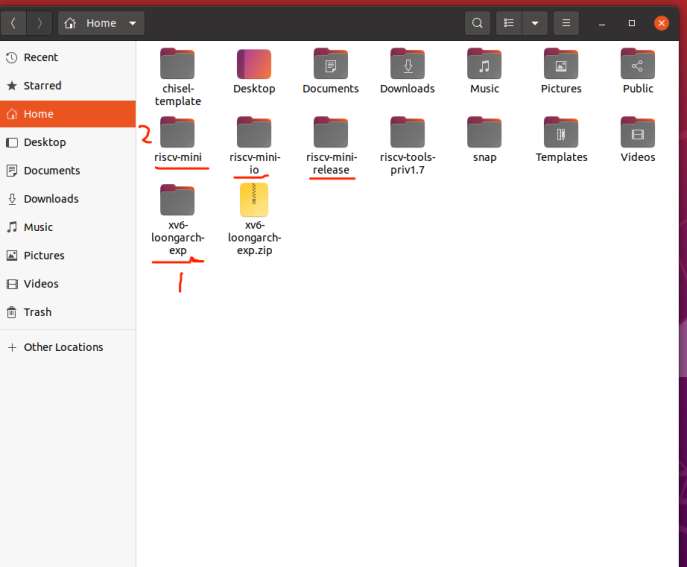 Home
Recent
Starred
Home
Desktop
Documents
Downloads
Music
Pictures
Videos
Trash
Other Locations
chisel-
template
Desktop
Documents
Downloads
Music
Pictures
Public
2
riscv-mini
riscv-mini-
io
riscv-mini-
release
riscv-tools-
priv1.7
snap
Templates
Videos
xv6-
loongarch-
exp
xv6-
loongarch-
exp.zip
1